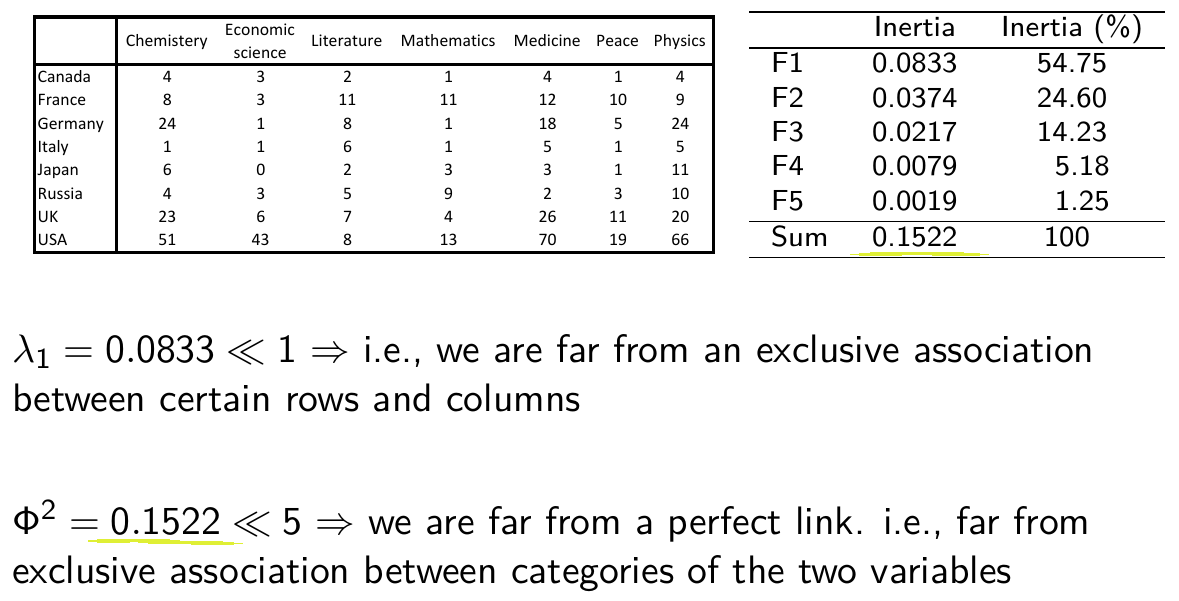 Chemistery Economic science Literature Mathematics Medicine Peace Physics
Canada 4 3 2 1 4 1 4
France 8 3 11 11 12 10 9
Germany 24 1 8 1 18 5 24
Italy 1 1 6 1 5 1 5
Japan 6 0 2 3 3 1 11
Russia 4 3 5 9 2 3 10
UK 23 6 7 4 26 11 20
USA 51 43 8 13 70 19 66
Inertia Inertia (%)
F1 0.0833 54.75
F2 0.0374 24.60
F3 0.0217 14.23
F4 0.0079 5.18
F5 0.0019 1.25
Sum 0.1522 100
λ₁ = 0.0833 ≪ 1 ⇒ i.e., we are far from an exclusive association
between certain rows and columns
Φ² = 0.1522 ≪ 5 ⇒ we are far from a perfect link. i.e., far from
exclusive association between categories of the two variables